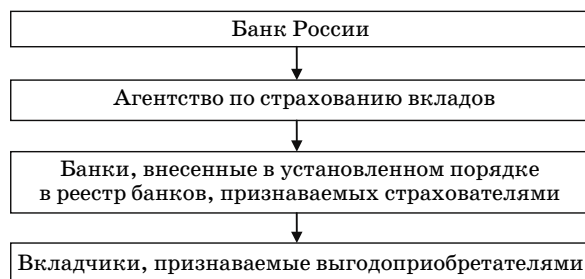 Банк России
Агентство по страхованию вкладов
Банки, внесенные в установленном порядке
в реестр банков, признаваемых страхователями
Вкладчики, признаваемые выгодоприобретателями